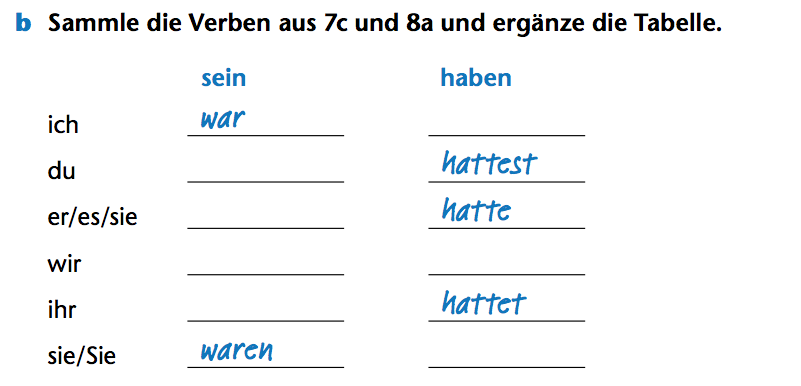 b Sammle die Verben aus 7c und 8a und ergänze die Tabelle.
sein haben
ich war
du hattest
er/es/sie hatte
wir
ihr hattet
sie/Sie waren